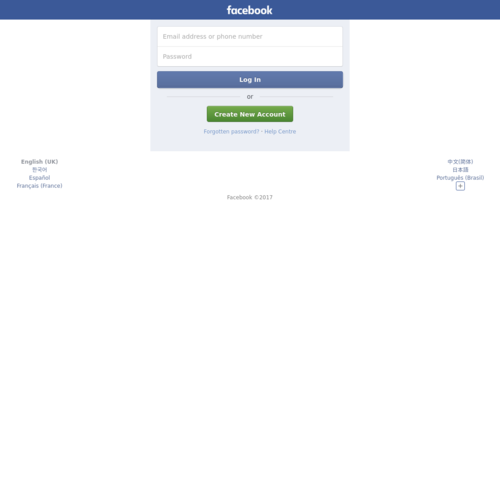 facebook
Email address or phone number
Password
Log In
or
Create New Account
Forgotten password? · Help Centre
English (UK)
한국어
Español
Français (France)
中文(简体)
日本語
Português (Brasil)
+
Facebook ©2017